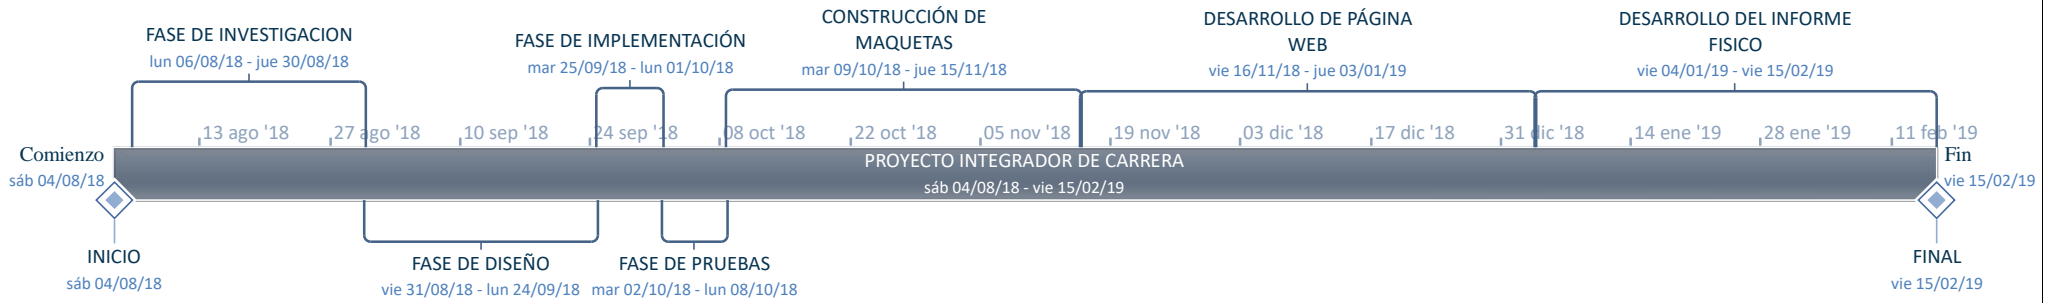 FASE DE INVESTIGACION
lun 06/08/18 - jue 30/08/18
FASE DE IMPLEMENTACIÓN
mar 25/09/18 - lun 01/10/18
CONSTRUCCIÓN DE
MAQUETAS
mar 09/10/18 - jue 15/11/18
DESARROLLO DE PÁGINA
WEB
vie 16/11/18 - jue 03/01/19
DESARROLLO DEL INFORME
FISICO
vie 04/01/19 - vie 15/02/19
13 ago '18
27 ago '18
10 sep '18
24 sep '18
08 oct '18
22 oct '18
05 nov '18
19 nov '18
03 dic '18
17 dic '18
31 dic '18
14 ene '19
28 ene '19
11 feb '19
Comienzo
sáb 04/08/18
PROYECTO INTEGRADOR DE CARRERA
sáb 04/08/18 - vie 15/02/19
Fin
vie 15/02/19
INICIO
sáb 04/08/18
FASE DE DISEÑO
vie 31/08/18 - lun 24/09/18
FASE DE PRUEBAS
mar 02/10/18 - lun 08/10/18
FINAL
vie 15/02/19